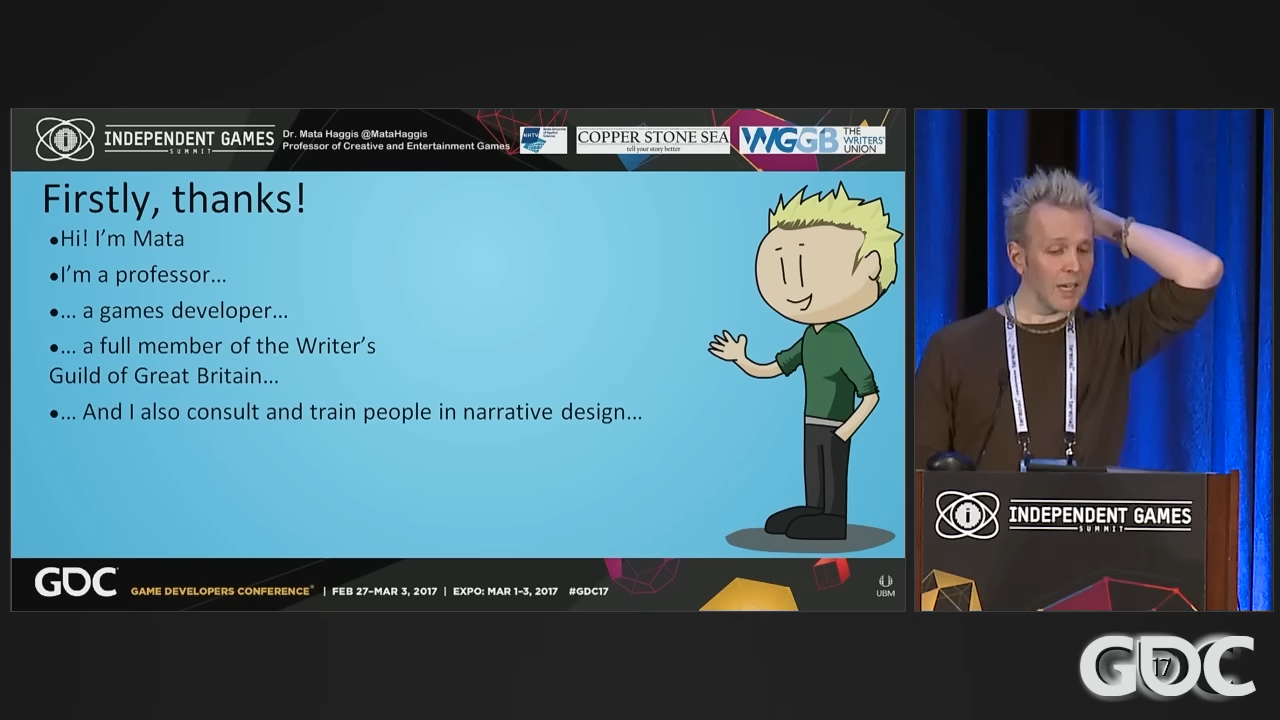 INDEPENDENT GAMES
SUMMIT
Dr. Mata Haggis @MataHaggis
Professor of Creative and Entertainment Games
NHTV
COPPER STONE SEA
tell your story better
WGGB
THE
WRITERS'
UNION
Firstly, thanks!
•Hi! I'm Mata
•I'm a professor…
•… a games developer…
•… a full member of the Writer's
Guild of Great Britain…
•… And I also consult and train people in narrative design…
GDC
GAME DEVELOPERS CONFERENCE® | FEB 27–MAR 3, 2017 | EXPO: MAR 1–3, 2017 #GDC17
UBM
INDEPENDENT GAMES
SUMMIT
GDC
17